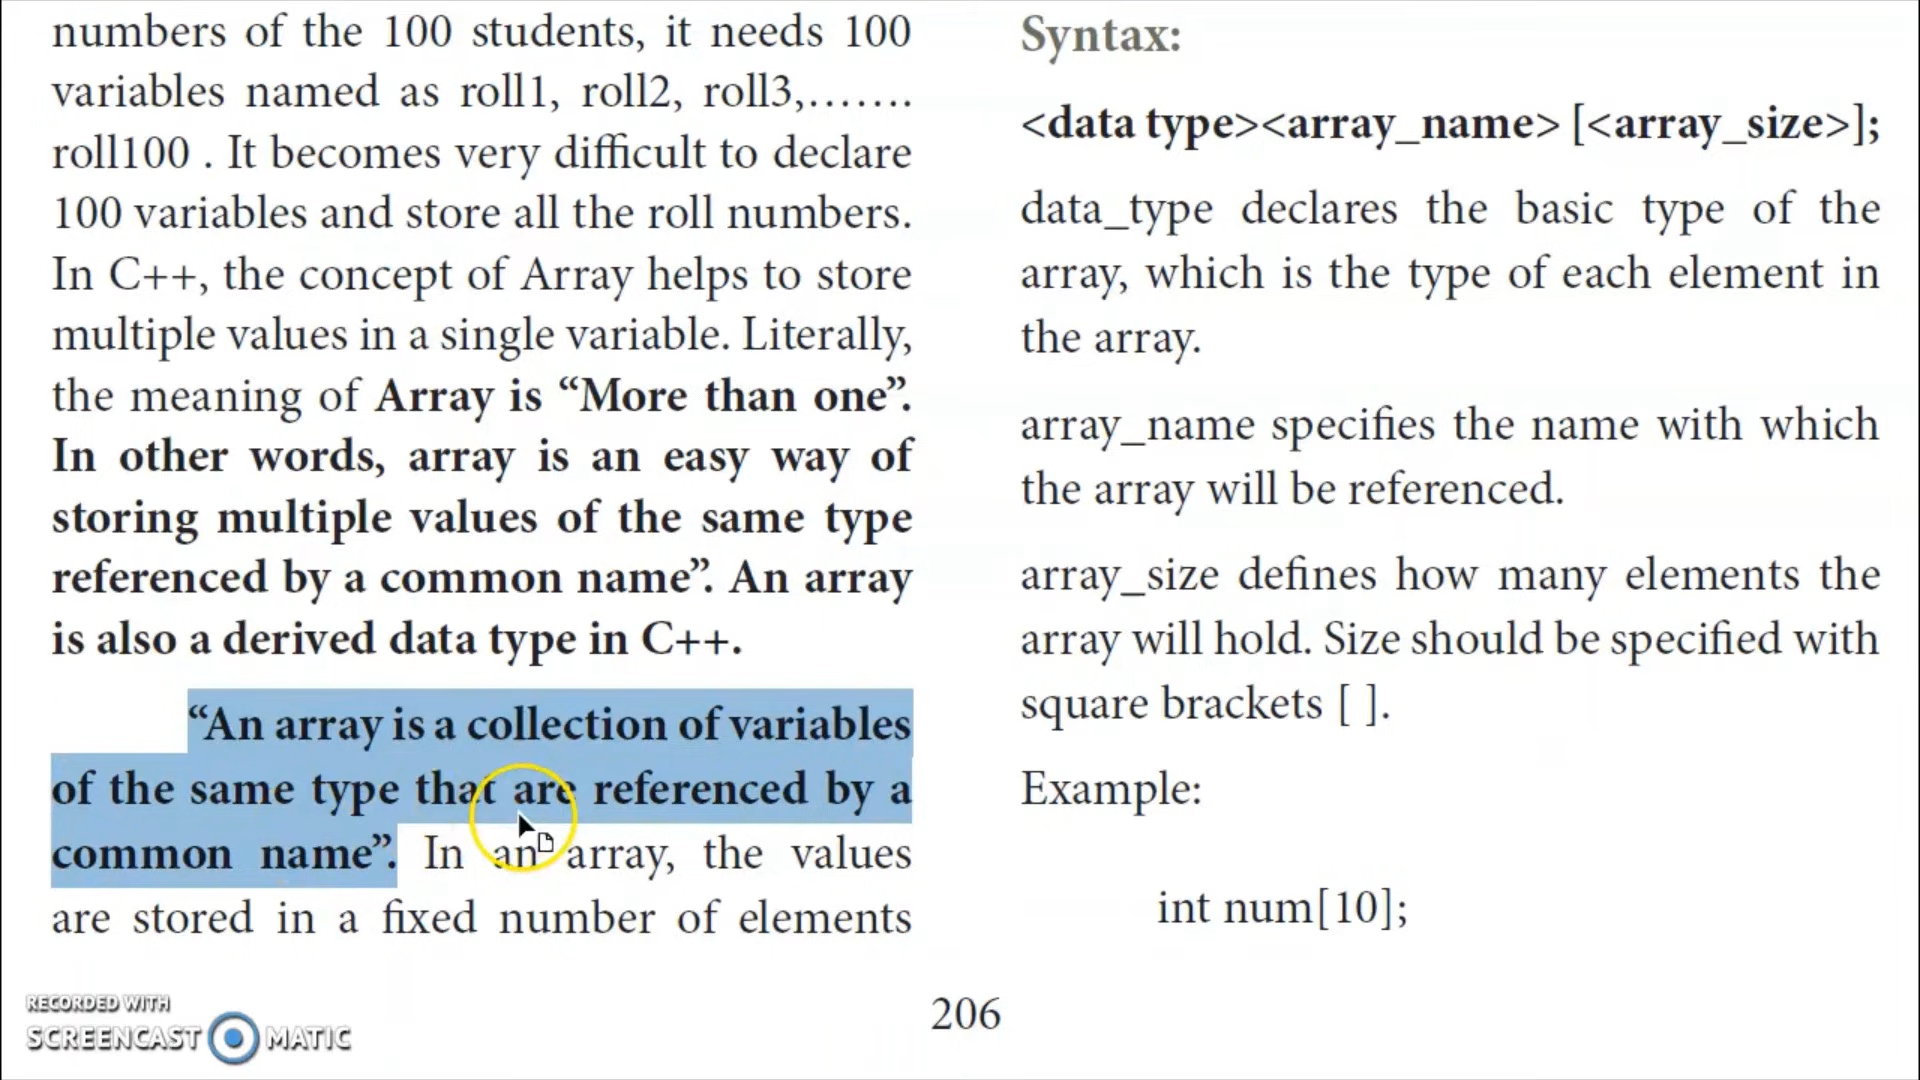 numbers of the 100 students, it needs 100
variables named as roll1, roll2, roll3,.......
roll100 . It becomes very difficult to declare
100 variables and store all the roll numbers.
In C++, the concept of Array helps to store
multiple values in a single variable. Literally,
the meaning of Array is “More than one”.
In other words, array is an easy way of
storing multiple values of the same type
referenced by a common name”. An array
is also a derived data type in C++.
“An array is a collection of variables
of the same type that are referenced by a
common name”. In an array, the values
are stored in a fixed number of elements
Syntax:
<data type><array_name> [<array_size>];
data_type declares the basic type of the
array, which is the type of each element in
the array.
array_name specifies the name with which
the array will be referenced.
array_size defines how many elements the
array will hold. Size should be specified with
square brackets [ ].
Example:
int num[10];
206
RECORDED WITH
SCREENCAST MATIC